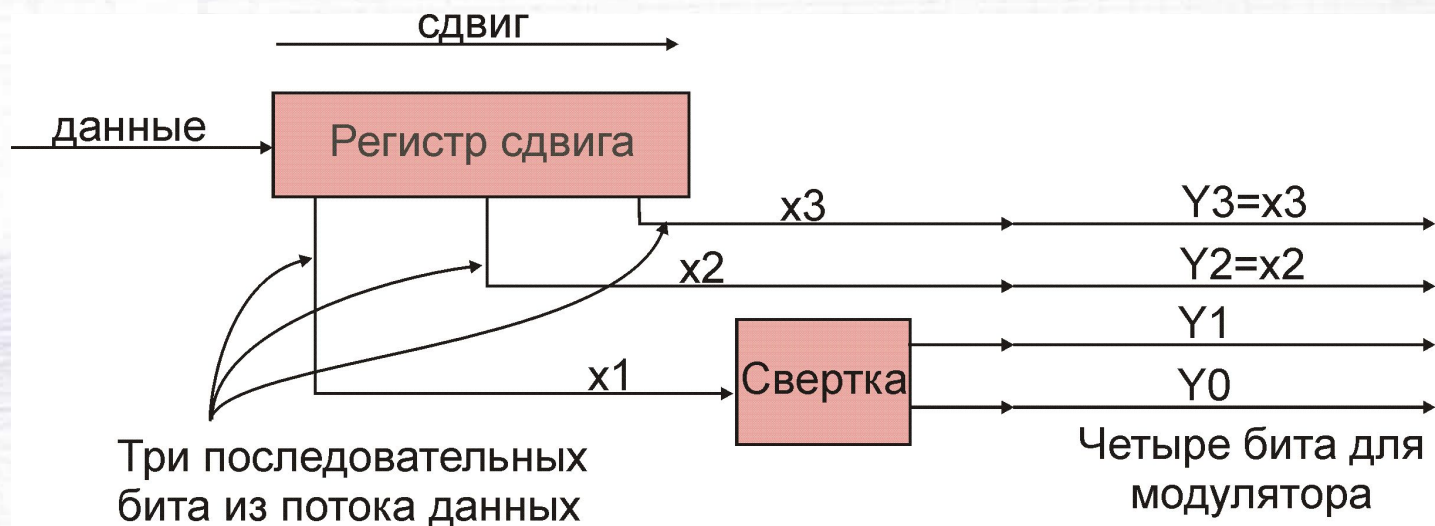 сдвиг
данные
Регистр сдвига
x3
Y3=x3
x2
Y2=x2
Y1
x1
Свертка
Y0
Три последовательных
бита из потока данных
Четыре бита для
модулятора